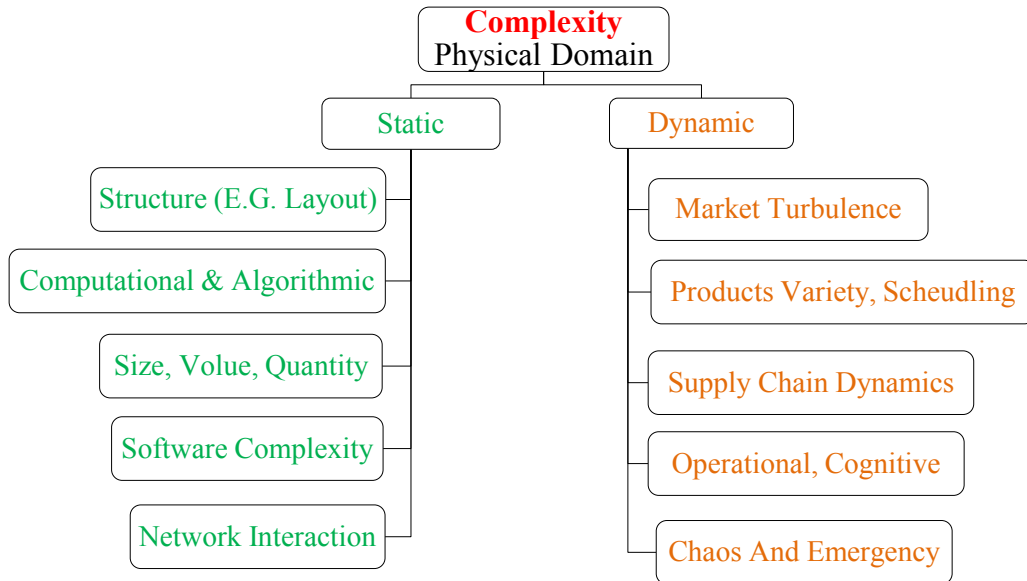 Complexity
Physical Domain
Static
Structure (E.G. Layout)
Computational & Algorithmic
Size, Volue, Quantity
Software Complexity
Network Interaction
Dynamic
Market Turbulence
Products Variety, Scheudling
Supply Chain Dynamics
Operational, Cognitive
Chaos And Emergency